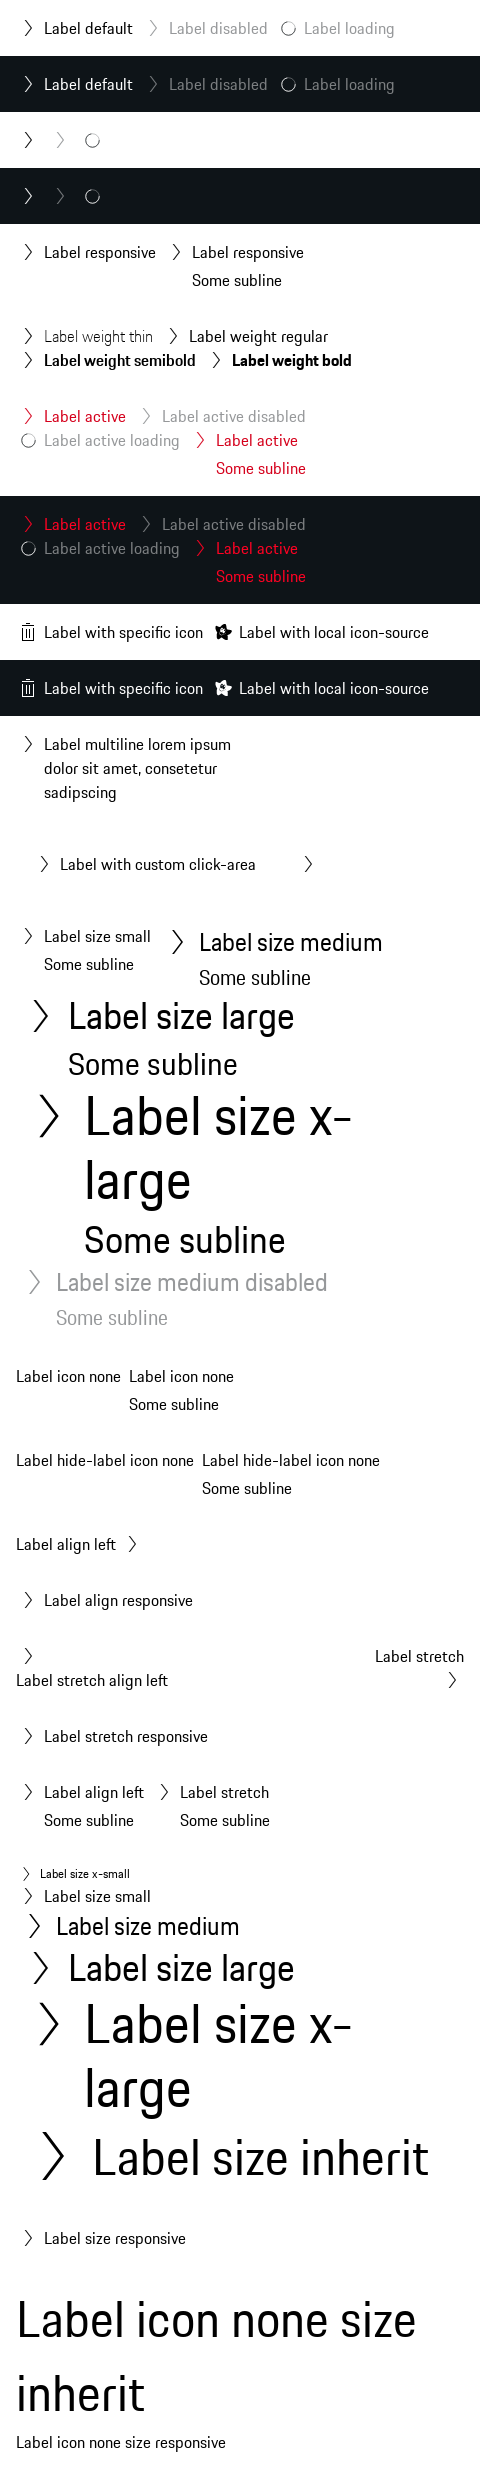 Label default Label disabled Label loading
Label default Label disabled Label loading
Label responsive Label responsive
Some subline
Label weight thin Label weight regular
Label weight semibold Label weight bold
Label active Label active disabled
Label active loading Label active
Some subline
Label active Label active disabled
Label active loading Label active
Some subline
Label with specific icon Label with local icon-source
Label with specific icon Label with local icon-source
Label multiline lorem ipsum
dolor sit amet, consetetur
sadipscing
Label with custom click-area
Label size small Label size medium
Some subline Some subline
Label size large
Some subline
Label size x-
large
Some subline
Label size medium disabled
Some subline
Label icon none Label icon none
Some subline
Label hide-label icon none Label hide-label icon none
Some subline
Label align left
Label align responsive
Label stretch
Label stretch align left
Label stretch responsive
Label align left Label stretch
Some subline Some subline
Label size x-small
Label size small
Label size medium
Label size large
Label size x-
large
Label size inherit
Label size responsive
Label icon none size
inherit
Label icon none size responsive